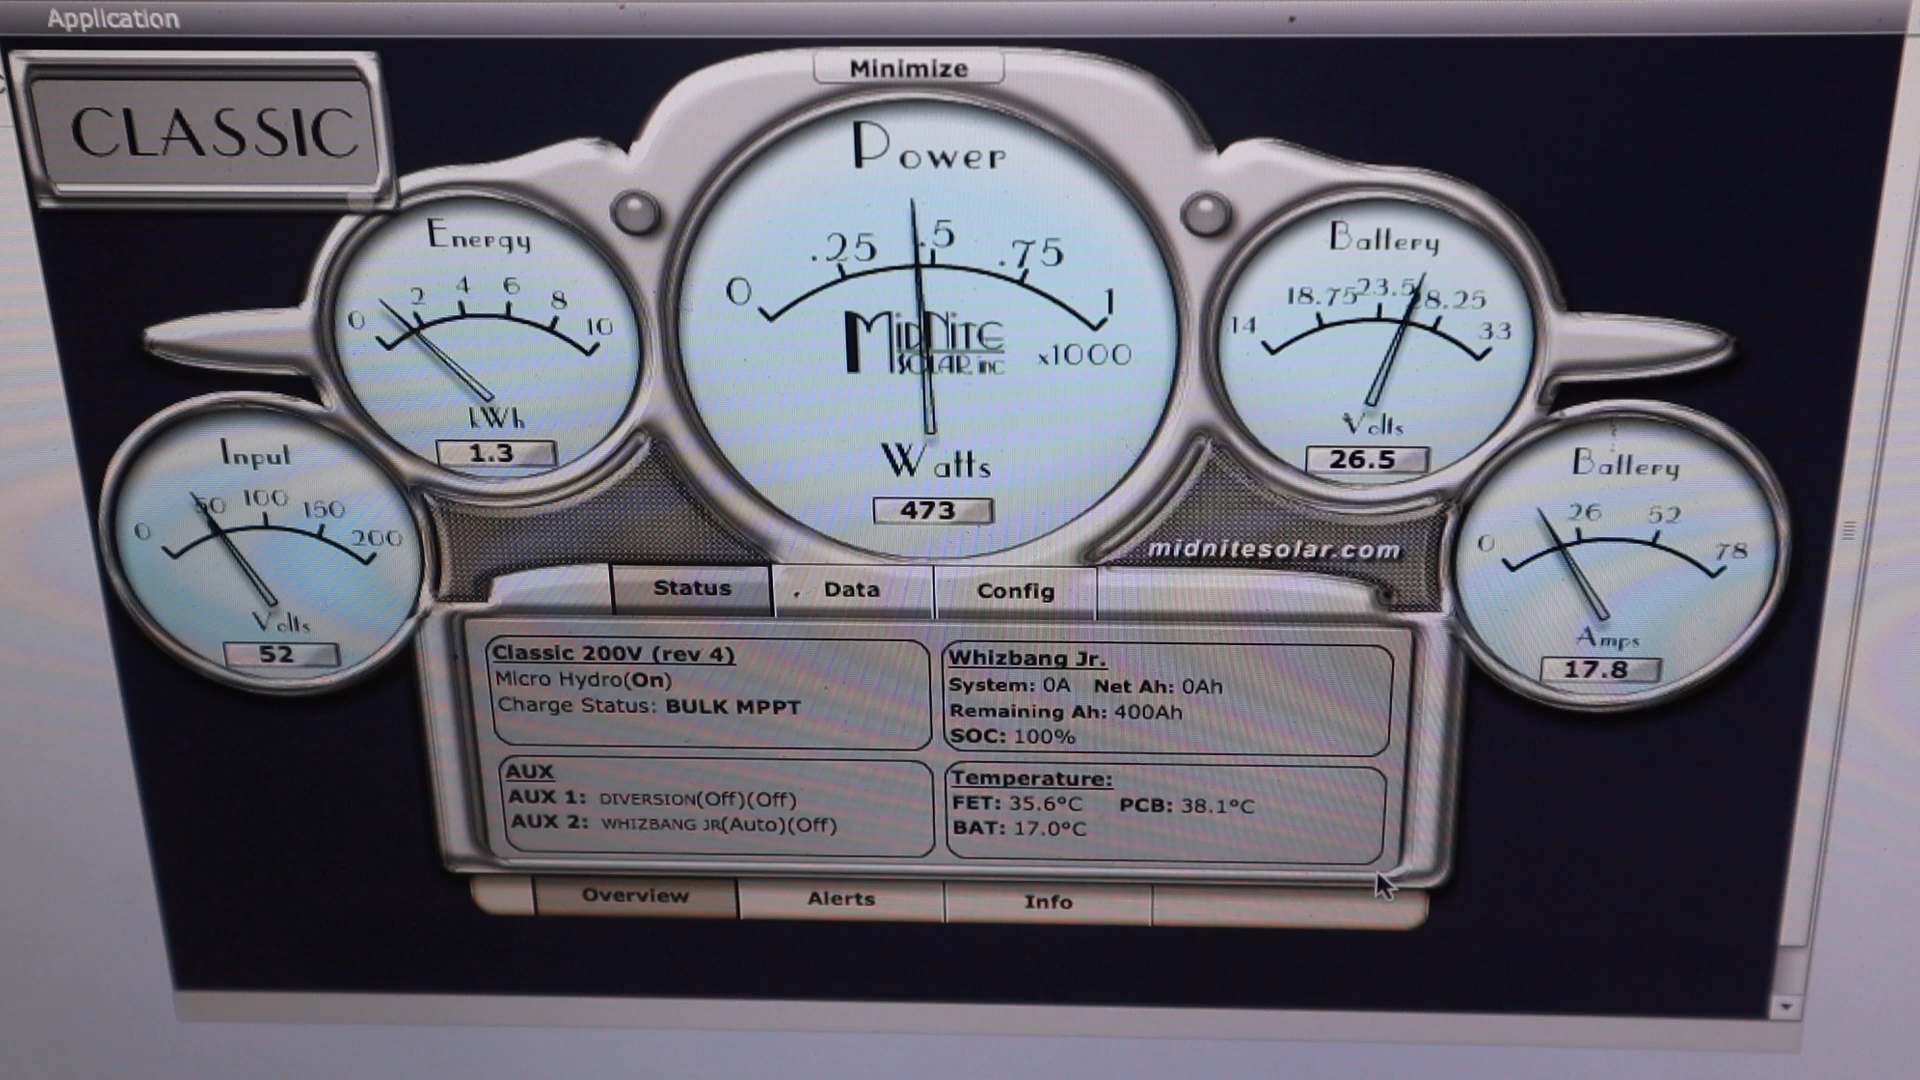 Application
Minimize
CLASSIC
Power
0 .25 .5 .75 1
MidNite
SOLAR inc
x1000
Watts
473
Energy
0 2 4 6 8 10
kWh
1.3
Battery
14 18.75 23.5 28.25 33
Volts
26.5
Input
0 50 100 150 200
Volts
52
Battery
0 26 52 78
Amps
17.8
midnitesolar.com
Status Data Config
Classic 200V (rev 4)
Micro Hydro(On)
Charge Status: BULK MPPT
Whizbang Jr.
System: 0A Net Ah: 0Ah
Remaining Ah: 400Ah
SOC: 100%
AUX
AUX 1: DIVERSION(Off)(Off)
AUX 2: WHIZBANG JR(Auto)(Off)
Temperature:
FET: 35.6°C PCB: 38.1°C
BAT: 17.0°C
Overview Alerts Info